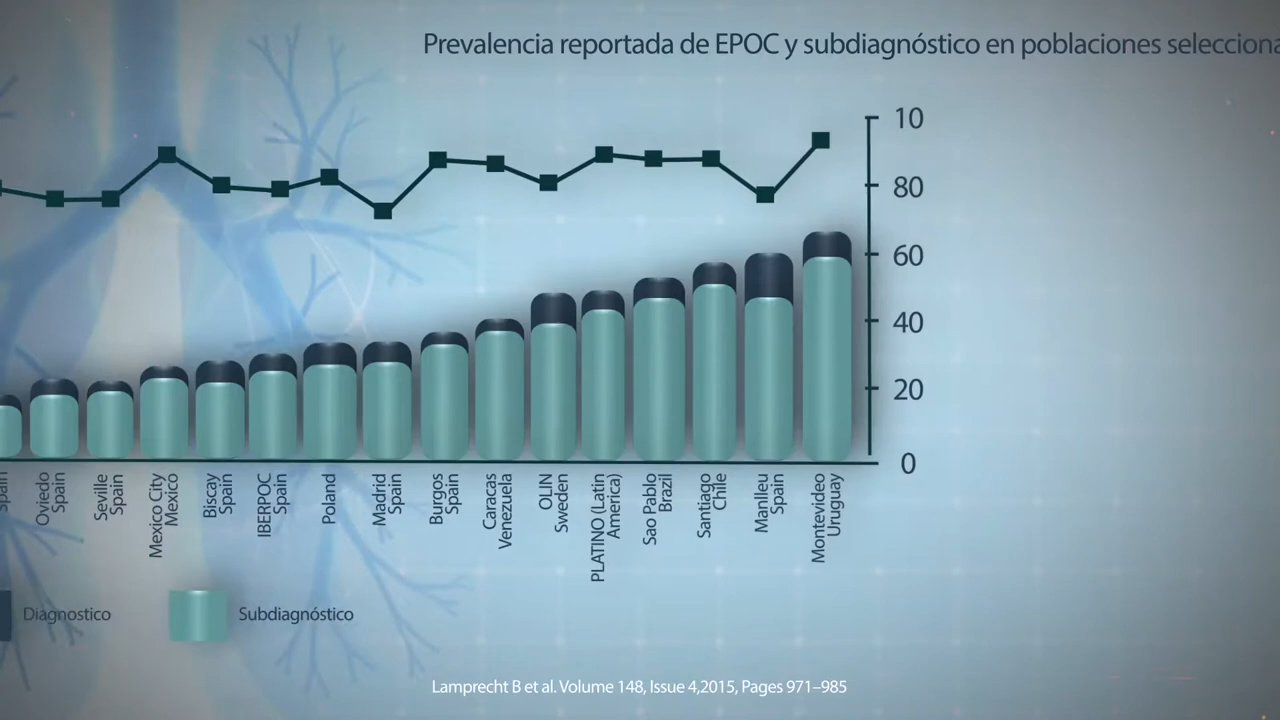 Prevalencia reportada de EPOC y subdiagnóstico en poblaciones
10
80
60
40
20
0
Spain
Oviedo
Spain
Seville
Spain
Mexico City
Mexico
Biscay
Spain
IBERPOC
Spain
Poland
Madrid
Spain
Burgos
Spain
Caracas
Venezuela
OLIN
Sweden
PLATINO (Latin
America)
Sao Pablo
Brazil
Santiago
Chile
Manlleu
Spain
Montevideo
Uruguay
Diagnostico
Subdiagnóstico
Lamprecht B et al. Volume 148, Issue 4,2015, Pages 971–985